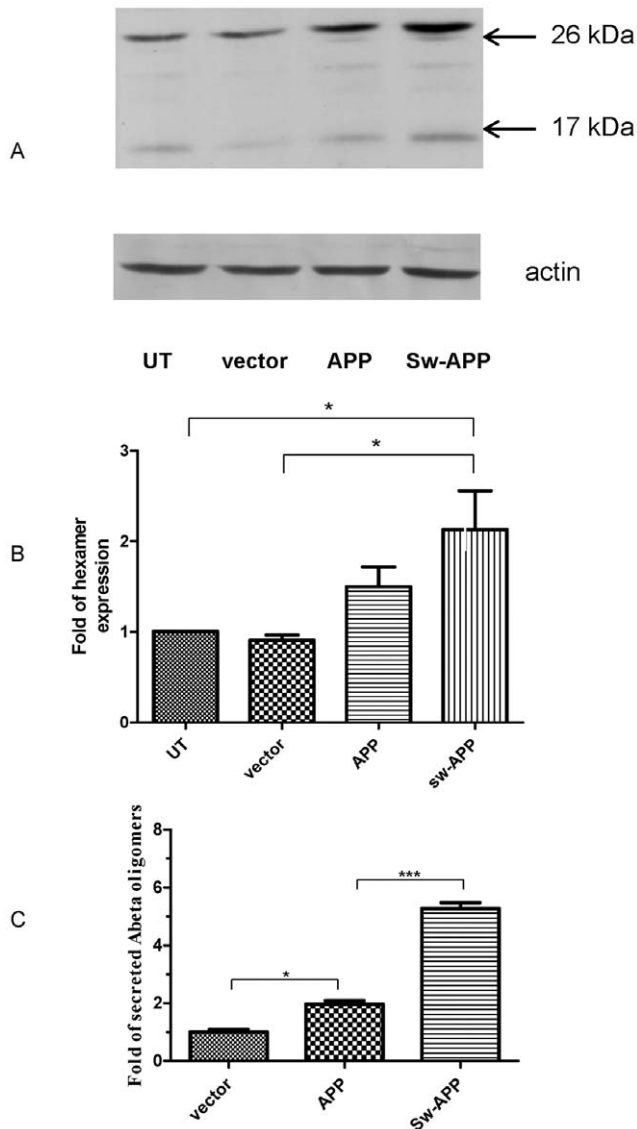 26 kDa
17 kDa
A
actin
UT vector APP Sw-APP
*
*
B
Fold of hexamer
expression
3
2
1
0
UT vector APP sw-APP
C
Fold of secreted Abeta oligomers
8
6
4
2
0
***
*
vector APP Sw-APP